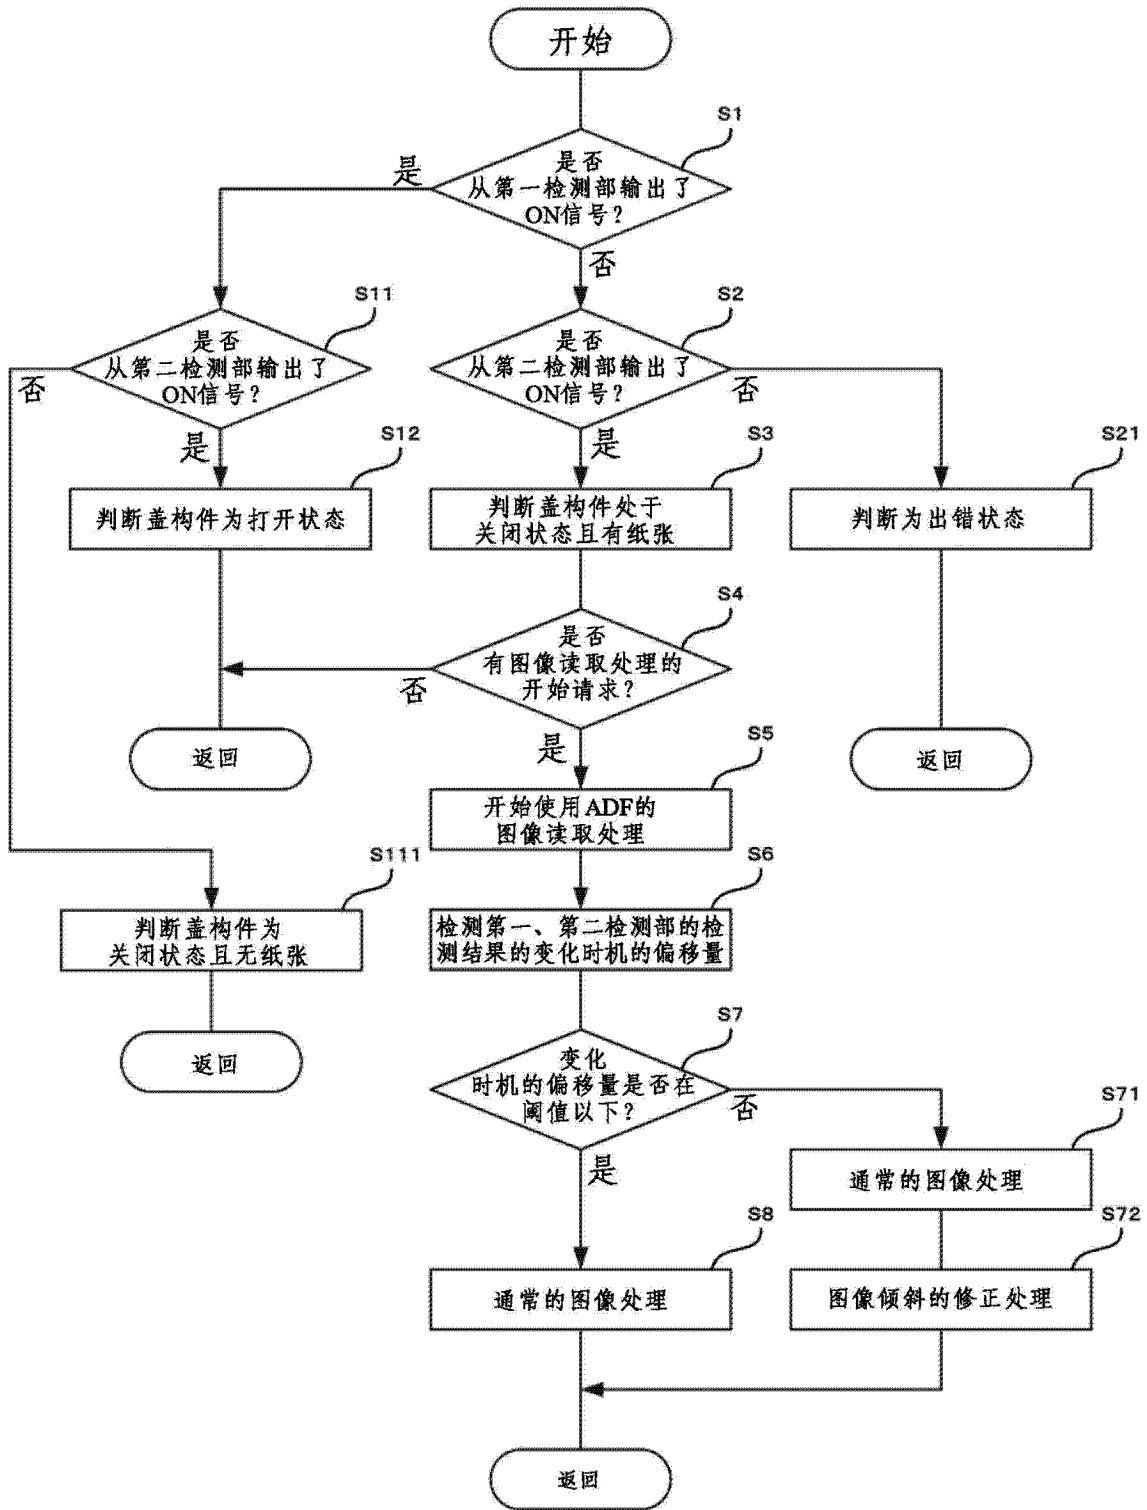 开始
S1
是
是否
从第一检测部输出了
ON信号？
否
S11
是否
从第二检测部输出了
ON信号？
否
是
S2
是否
从第二检测部输出了
ON信号？
否
是
S12
判断盖构件为打开状态
S3
判断盖构件处于
关闭状态且有纸张
S21
判断为出错状态
S4
是否
有图像读取处理的
开始请求？
否
是
返回
返回
S5
开始使用ADF的
图像读取处理
S111
判断盖构件为
关闭状态且无纸张
S6
检测第一、第二检测部的检
测结果的变化时机的偏移量
返回
S7
变化
时机的偏移量是否在
阈值以下？
否
是
S71
通常的图像处理
S8
通常的图像处理
S72
图像倾斜的修正处理
返回